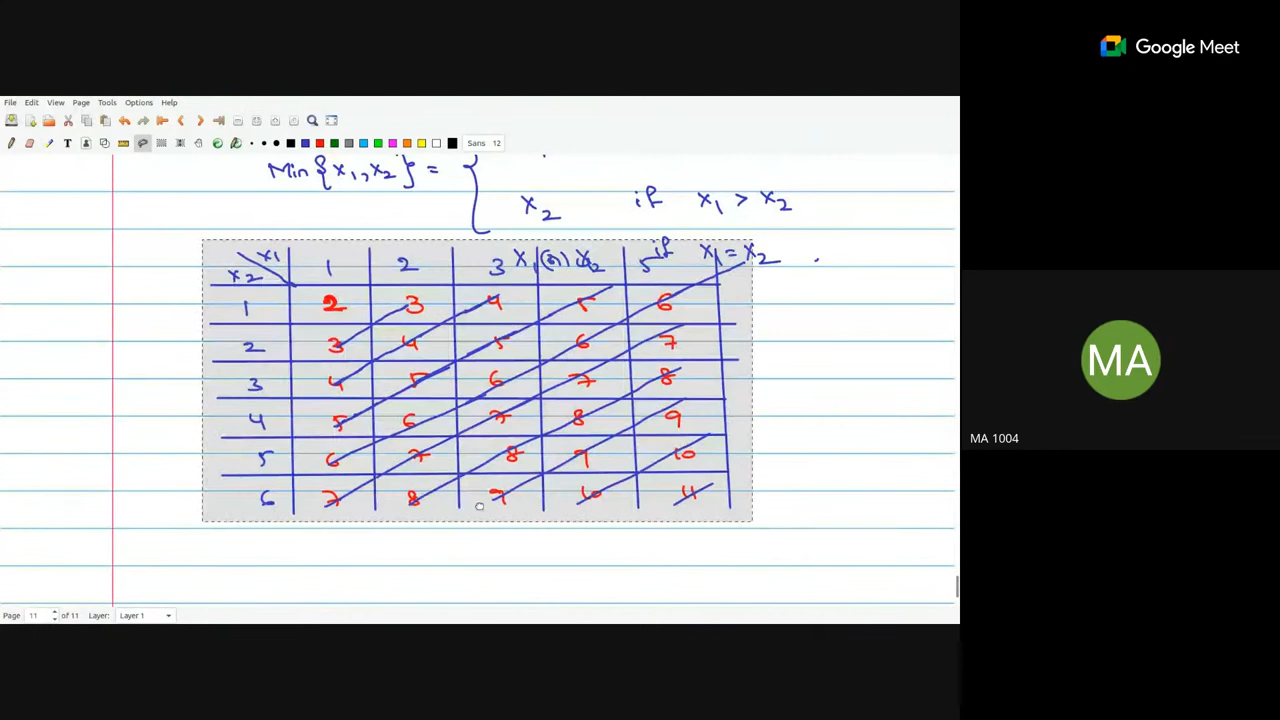 Google Meet
File Edit View Page Tools Options Help
T Sans 12
Min{x₁, x₂} =
x₂ if x₁ > x₂
x₁ (or) x₂ if x₁ = x₂ .
x₁ 1 2 3 5
x₂
1 2 3 4 5 6
2 3 4 5 6 7
3 4 5 6 7 8
4 5 6 7 8 9
5 6 7 8 9 10
6 7 8 9 10 11
MA
MA 1004
Page 11 of 11 Layer: Layer 1